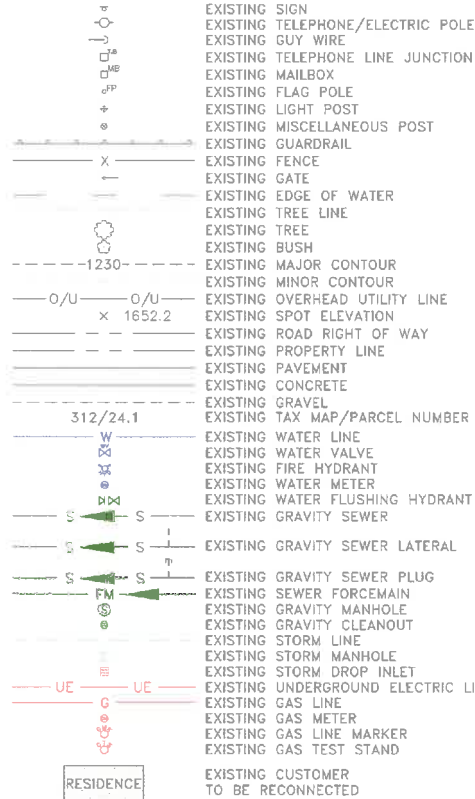 EXISTING SIGN
EXISTING TELEPHONE/ELECTRIC POLE
EXISTING GUY WIRE
TB EXISTING TELEPHONE LINE JUNCTION
MB EXISTING MAILBOX
FP EXISTING FLAG POLE
EXISTING LIGHT POST
EXISTING MISCELLANEOUS POST
EXISTING GUARDRAIL
X EXISTING FENCE
EXISTING GATE
EXISTING EDGE OF WATER
EXISTING TREE LINE
EXISTING TREE
EXISTING BUSH
1230 EXISTING MAJOR CONTOUR
EXISTING MINOR CONTOUR
O/U O/U EXISTING OVERHEAD UTILITY LINE
× 1652.2 EXISTING SPOT ELEVATION
EXISTING ROAD RIGHT OF WAY
EXISTING PROPERTY LINE
EXISTING PAVEMENT
EXISTING CONCRETE
EXISTING GRAVEL
312/24.1 EXISTING TAX MAP/PARCEL NUMBER
W EXISTING WATER LINE
EXISTING WATER VALVE
EXISTING FIRE HYDRANT
EXISTING WATER METER
EXISTING WATER FLUSHING HYDRANT
S S EXISTING GRAVITY SEWER
S S EXISTING GRAVITY SEWER LATERAL
S S EXISTING GRAVITY SEWER PLUG
FM EXISTING SEWER FORCEMAIN
S EXISTING GRAVITY MANHOLE
EXISTING GRAVITY CLEANOUT
EXISTING STORM LINE
EXISTING STORM MANHOLE
EXISTING STORM DROP INLET
UE UE EXISTING UNDERGROUND ELECTRIC LI
G EXISTING GAS LINE
EXISTING GAS METER
EXISTING GAS LINE MARKER
EXISTING GAS TEST STAND
RESIDENCE EXISTING CUSTOMER
TO BE RECONNECTED